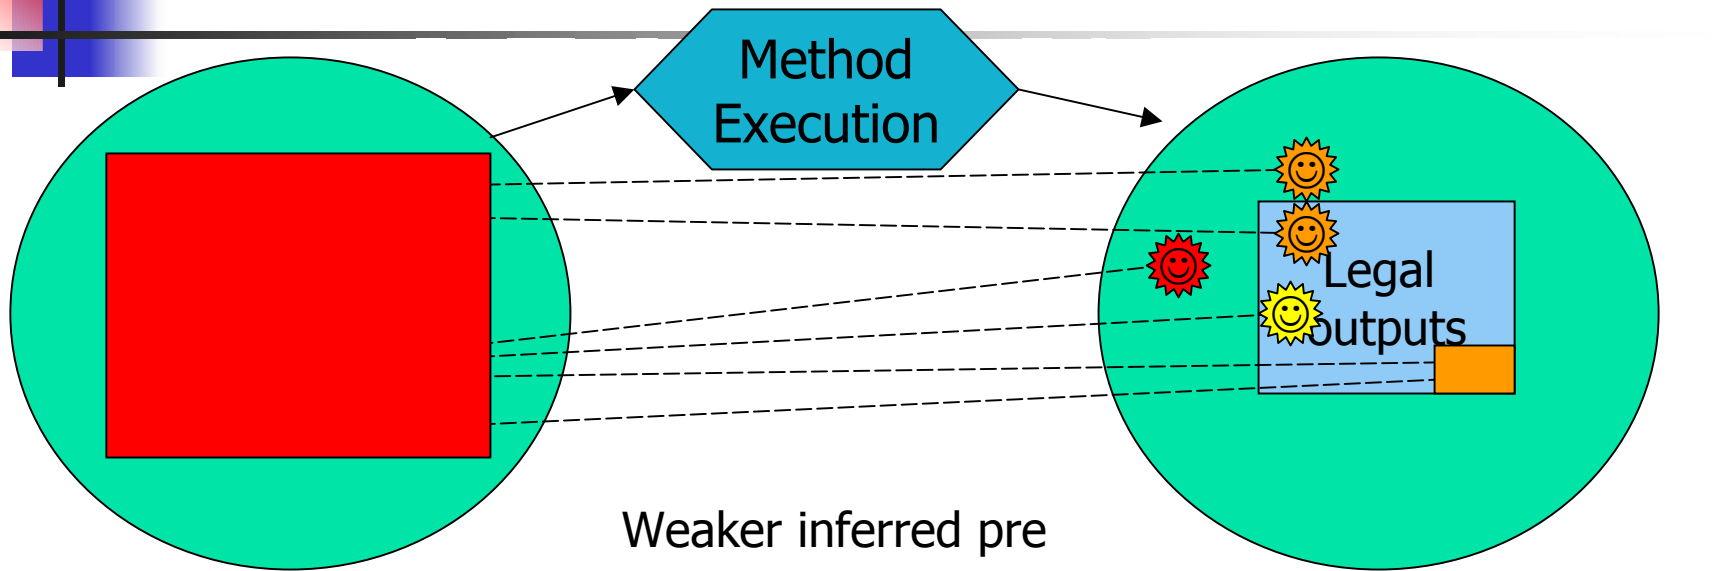 Method
Execution
Legal
outputs
Weaker inferred pre